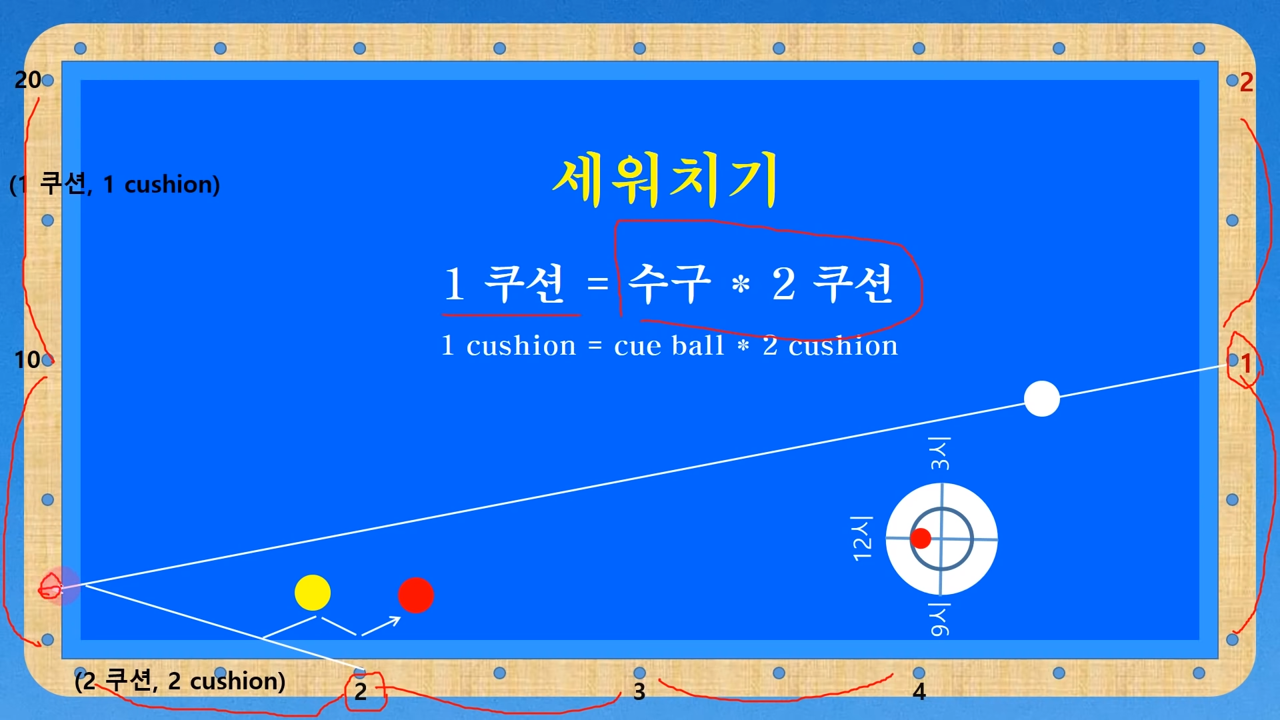 20
2
(1 쿠션, 1 cushion)
세워치기
1 쿠션 = 수구 * 2 쿠션
1 cushion = cue ball * 2 cushion
10
1
3시
12시
6시
(2 쿠션, 2 cushion)
2
3
4